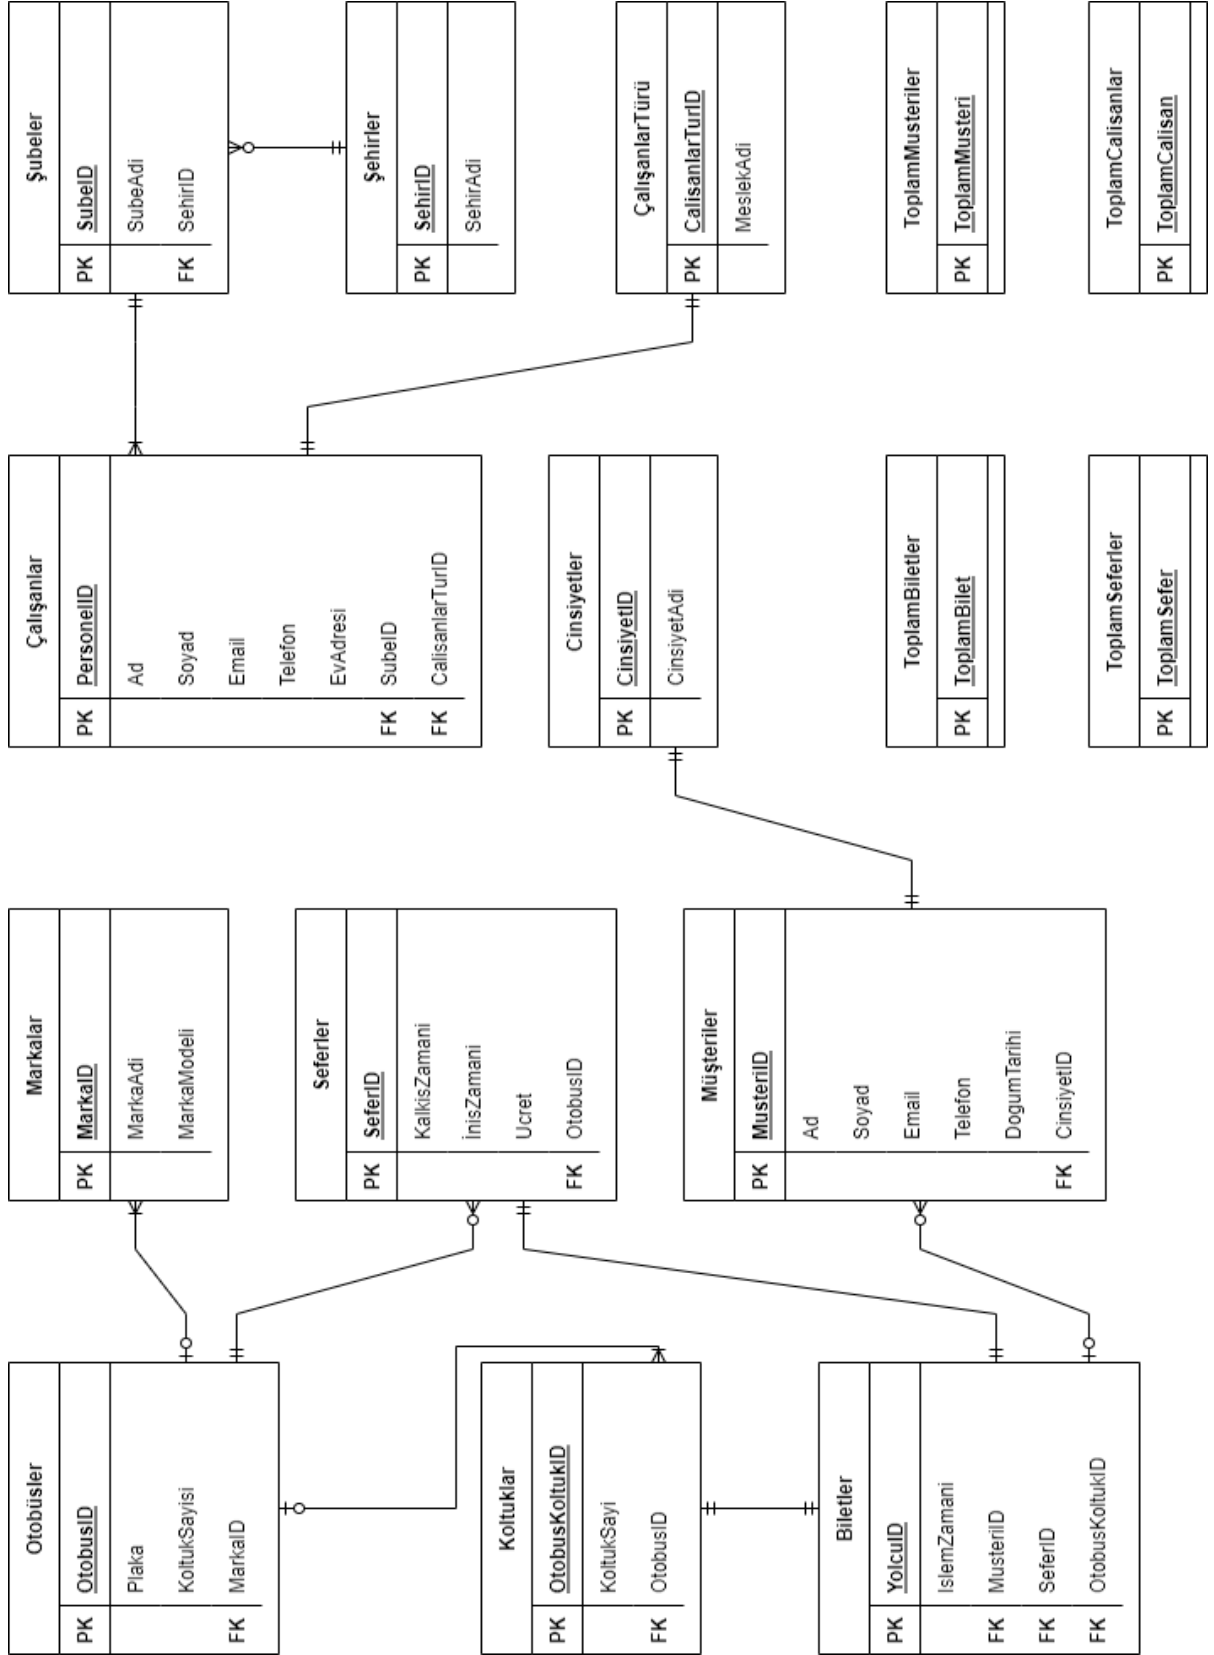 Otobüsler
PK OtobusID
Plaka
KoltukSayisi
FK MarkaID
Markalar
PK MarkaID
MarkaAdi
MarkaModeli
Çalışanlar
PK PersonelID
Ad
Soyad
Email
Telefon
EvAdresi
FK SubeID
FK CalisanlarTurID
Şubeler
PK SubeID
SubeAdi
FK SehirID
Seferler
PK SeferID
KalkisZamani
İnisZamani
Ucret
FK OtobusID
Şehirler
PK SehirID
SehirAdi
Koltuklar
PK OtobusKoltukID
KoltukSayi
FK OtobusID
Cinsiyetler
PK CinsiyetID
CinsiyetAdi
ÇalışanlarTürü
PK CalisanlarTurID
MeslekAdi
Müşteriler
PK MusteriID
Ad
Soyad
Email
Telefon
DogumTarihi
FK CinsiyetID
Biletler
PK YolcuID
IslemZamani
FK MusteriID
FK SeferID
FK OtobusKoltukID
ToplamBiletler
PK ToplamBilet
ToplamMusteriler
PK ToplamMusteri
ToplamSeferler
PK ToplamSefer
ToplamCalisanlar
PK ToplamCalisan